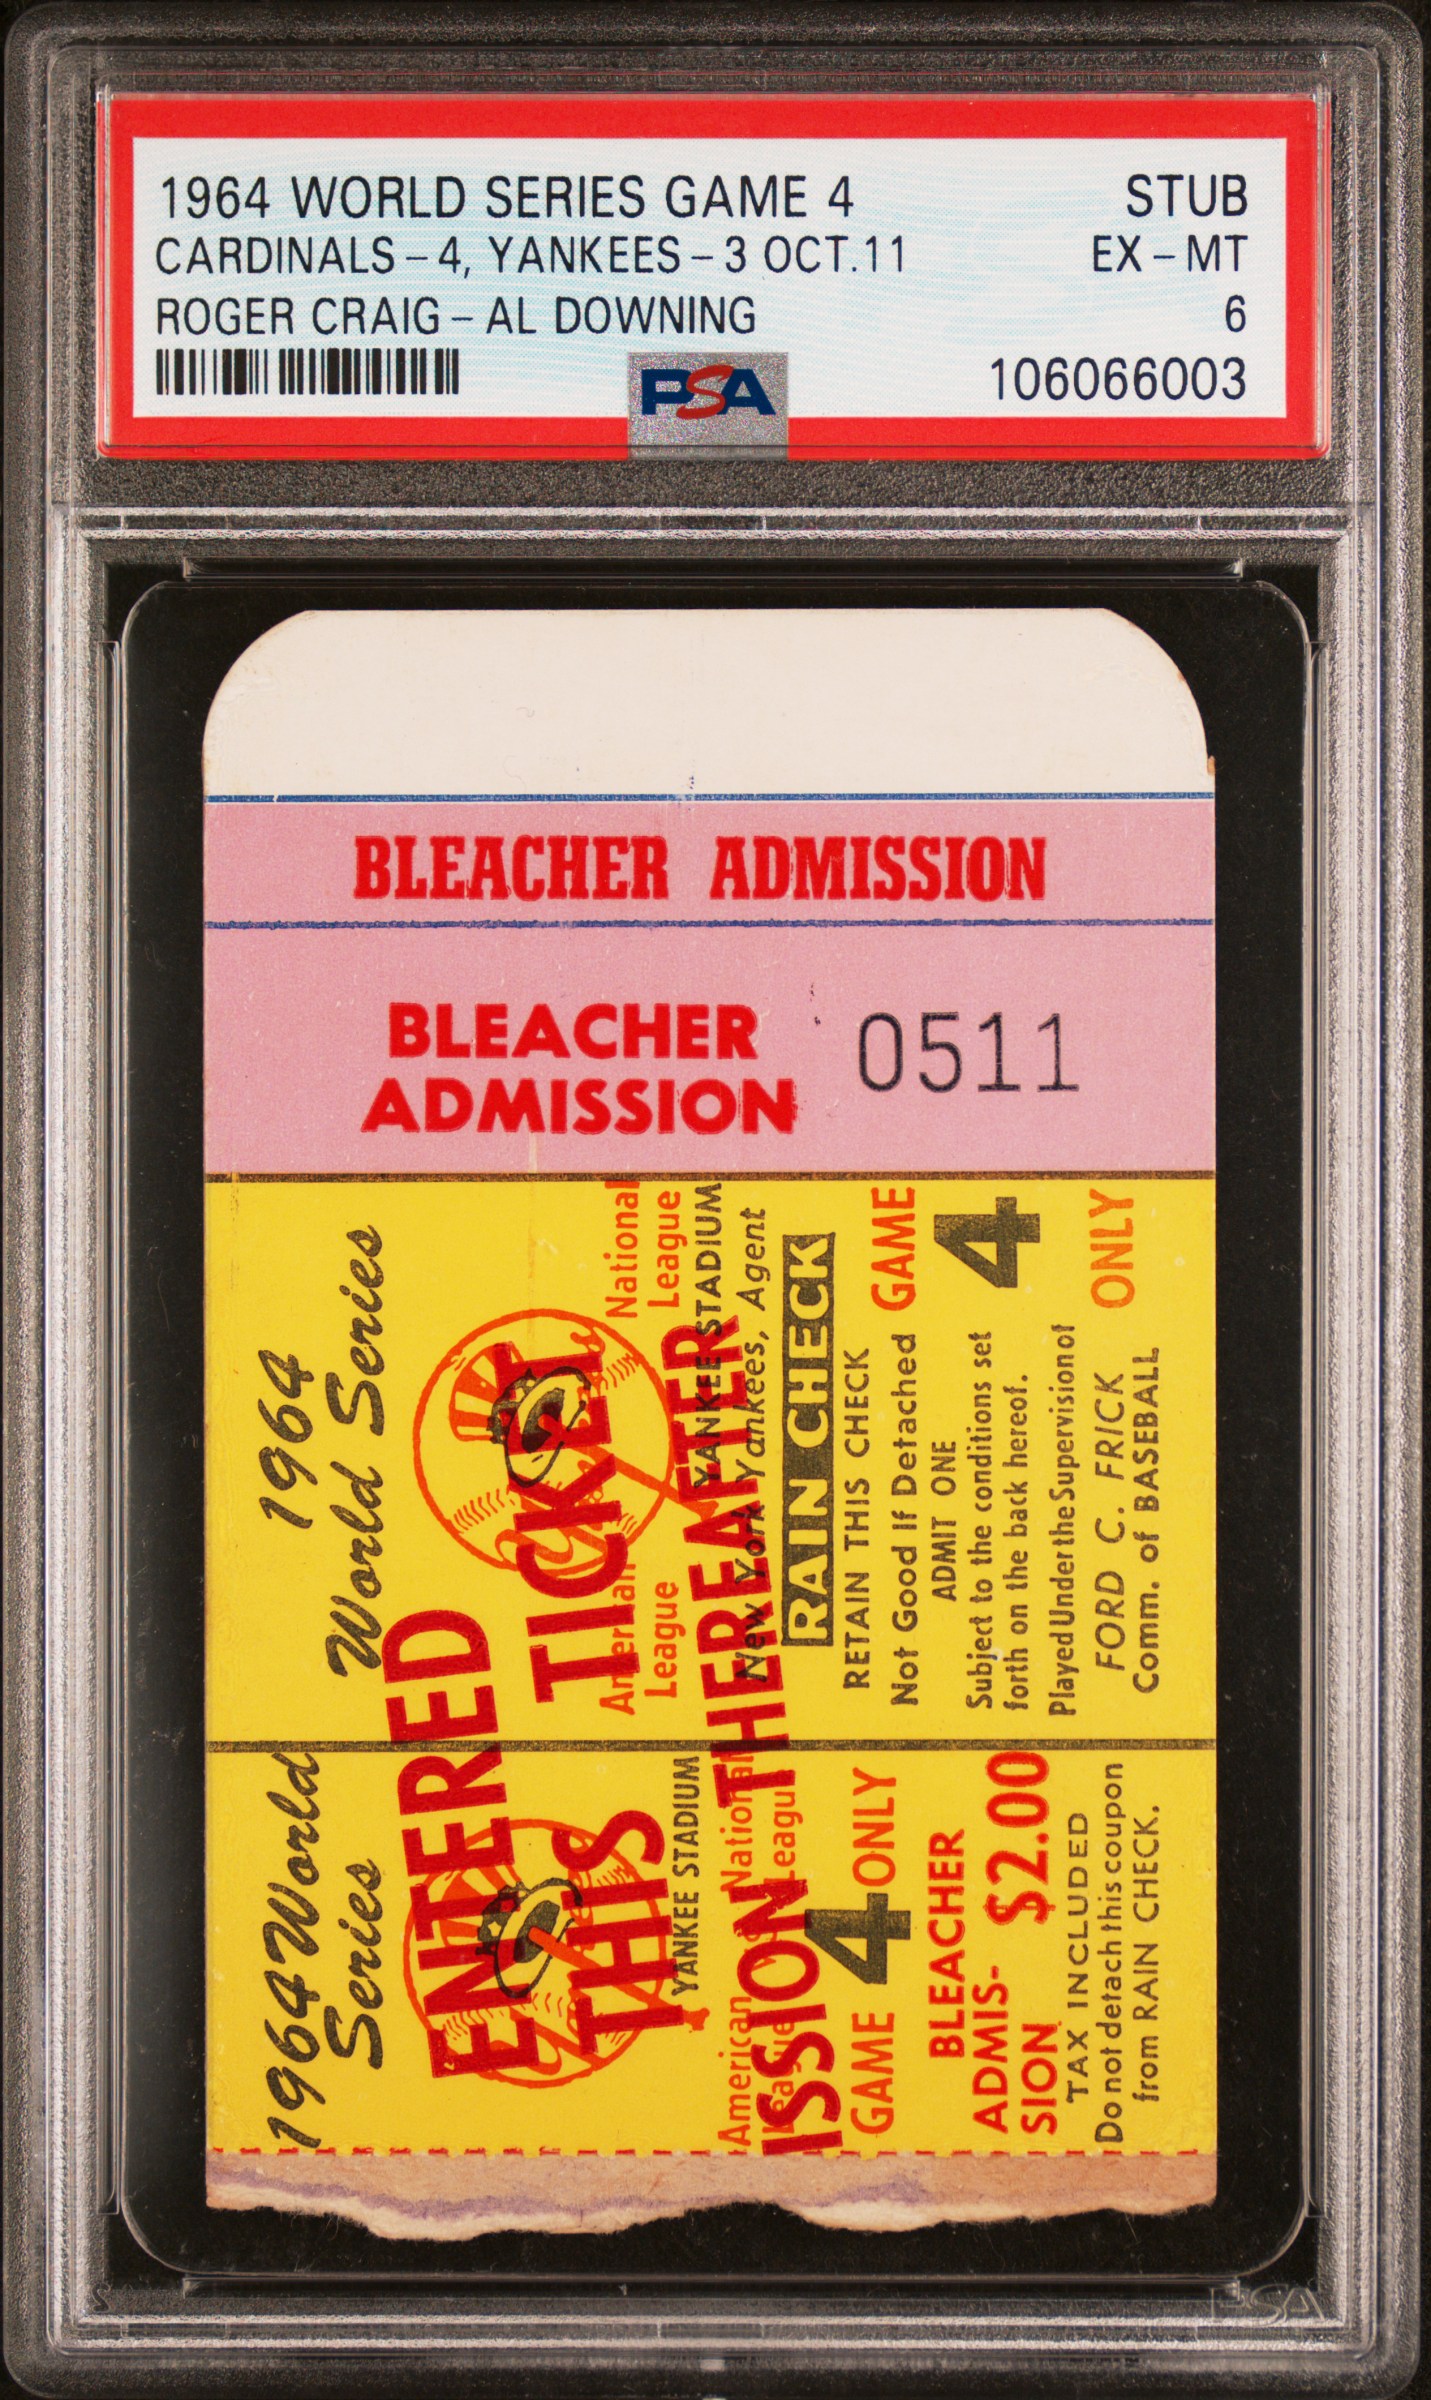 1964 WORLD SERIES GAME 4 STUB
CARDINALS-4, YANKEES-3 OCT.11 EX-MT
ROGER CRAIG-AL DOWNING 6
PSA 106066003
BLEACHER ADMISSION
BLEACHER
ADMISSION
0511
1964
World Series
American League
National League
YANKEE STADIUM
New York Yankees, Agent
RAIN CHECK
RETAIN THIS CHECK
Not Good If Detached
ADMIT ONE
Subject to the conditions set
forth on the back hereof.
Played Under the Supervision of
FORD C. FRICK
Comm. of BASEBALL
GAME
4
ONLY
1964 World
Series
YANKEE STADIUM
American League
National League
GAME 4 ONLY
BLEACHER
ADMIS-
SION
$2.00
TAX INCLUDED
Do not detach this coupon
from RAIN CHECK.
ENTERED
THIS TICKET
ISSION THEREAFTER
PSA